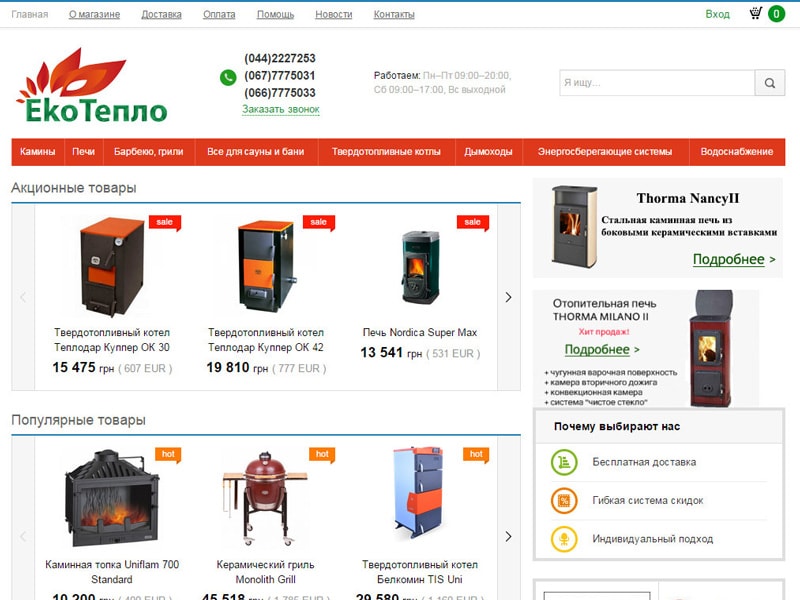 Главная О магазине Доставка Оплата Помощь Новости Контакты Вход 0
ЕкоТепло
(044)2227253
(067)7775031
(066)7775033
Заказать звонок
Работаем: Пн–Пт 09:00–20:00,
Сб 09:00–17:00, Вс выходной
Я ищу...
Камины Печи Барбекю, грили Все для сауны и бани Твердотопливные котлы Дымоходы Энергосберегающие системы Водоснабжение
Акционные товары
sale
Твердотопливный котел
Теплодар Куппер ОК 30
15 475 грн ( 607 EUR )
sale
Твердотопливный котел
Теплодар Куппер ОК 42
19 810 грн ( 777 EUR )
sale
Печь Nordica Super Max
13 541 грн ( 531 EUR )
Thorma NancyII
Стальная каминная печь из
боковыми керамическими вставками
Подробнее >
Отопительная печь
THORMA MILANO II
Хит продаж!
Подробнее >
+ чугунная варочная поверхность
+ камера вторичного дожига
+ конвекционная камера
+ система "чистое стекло"
Популярные товары
hot
Каминная топка Uniflam 700
Standard
10 200 грн ( 400 EUR )
hot
Керамический гриль
Monolith Grill
45 518 грн ( 1 785 EUR )
hot
Твердотопливный котел
Белкомин TIS Uni
29 580 грн ( 1 160 EUR )
Почему выбирают нас
Бесплатная доставка
Гибкая система скидок
Индивидуальный подход